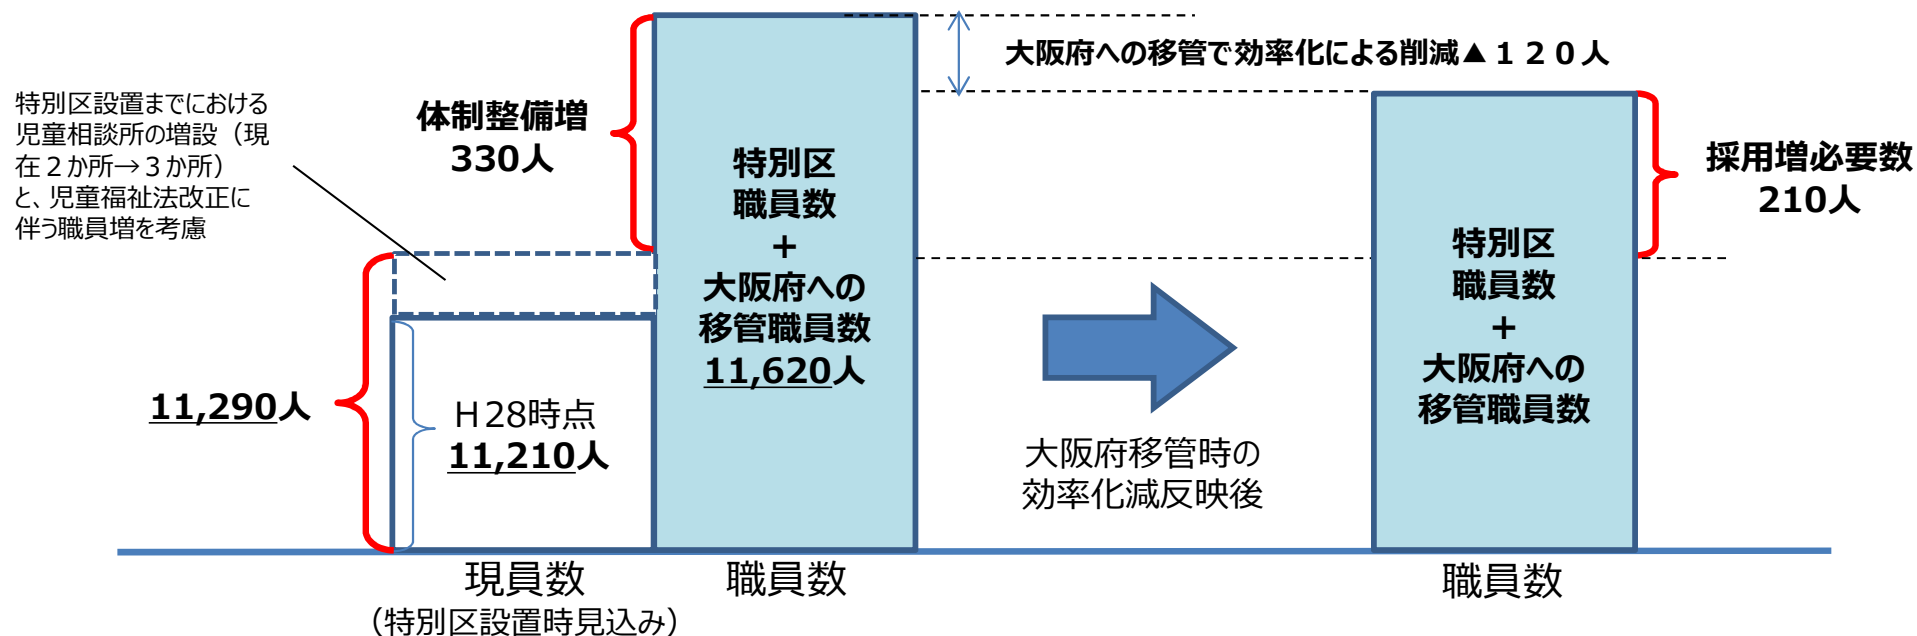 大阪府への移管で効率化による削減▲１２０人
特別区設置までにおける
児童相談所の増設（現
在２か所→３か所）
と、児童福祉法改正に
伴う職員増を考慮
体制整備増
330人
特別区
職員数
+
大阪府への
移管職員数
11,620人
採用増必要数
210人
特別区
職員数
+
大阪府への
移管職員数
11,290人
Ｈ28時点
11,210人
大阪府移管時の
効率化減反映後
現員数
（特別区設置時見込み）
職員数
職員数